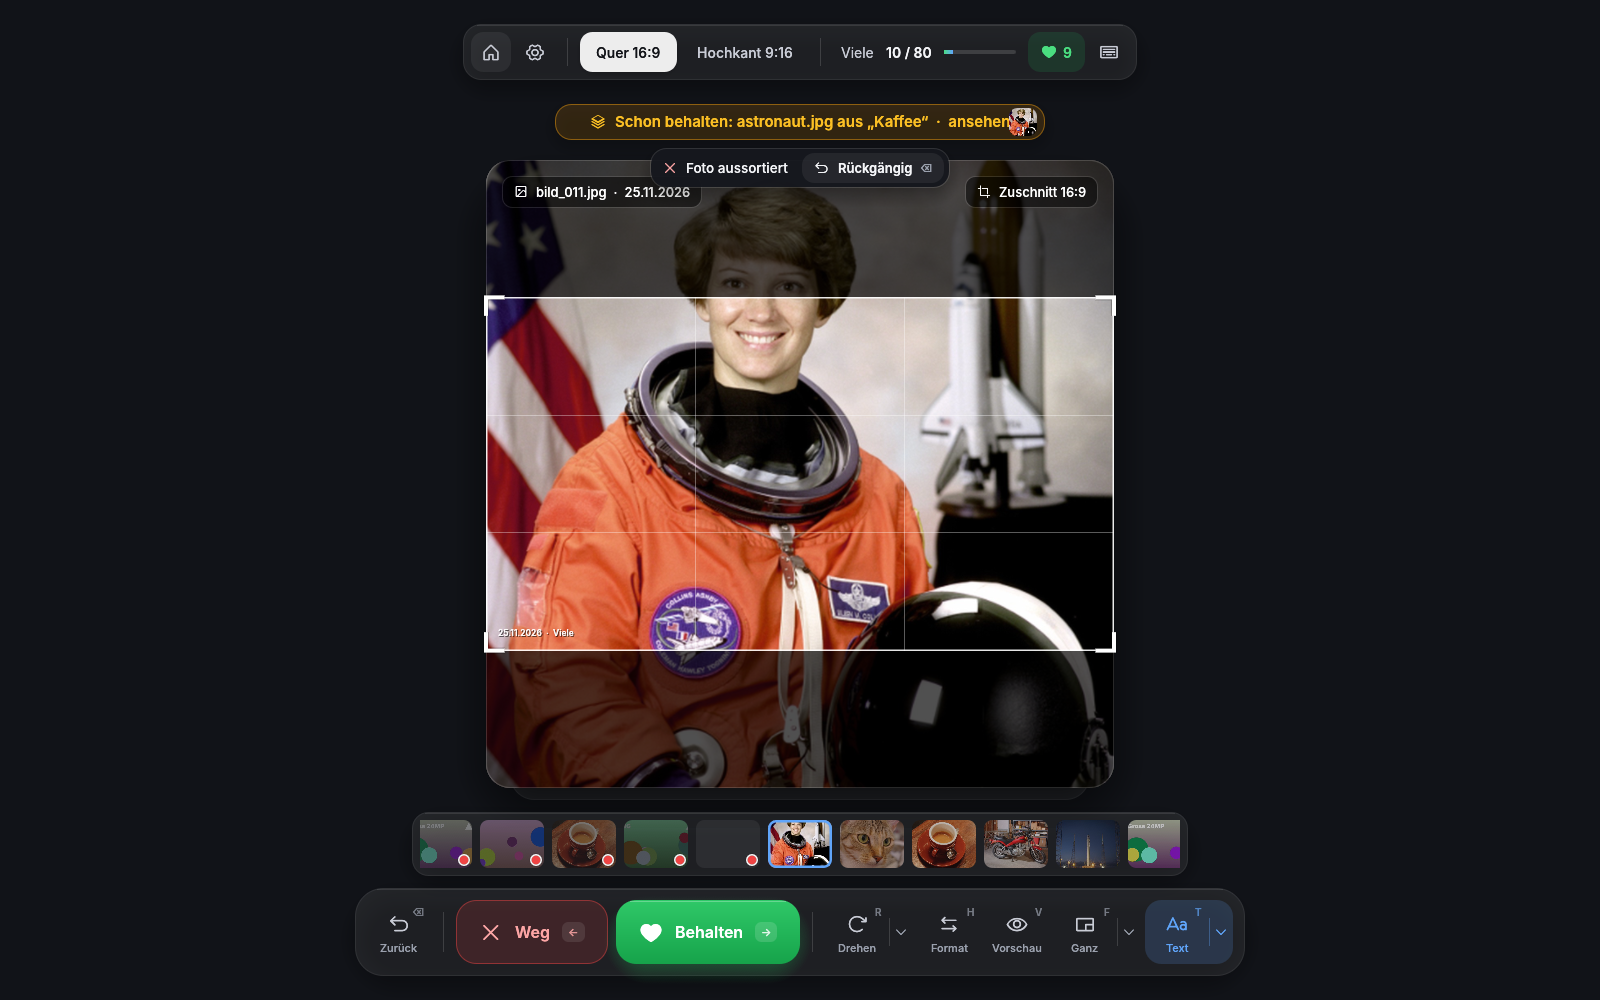 Quer 16:9
Hochkant 9:16
Viele 10 / 80
9
Schon behalten: astronaut.jpg aus „Kaffee“ · ansehen
Foto aussortiert
Rückgängig
bild_011.jpg · 25.11.2026
Zuschnitt 16:9
COLLINS ASHBY
25.11.2026 · Viele
Zurück
Weg
Behalten
R
Drehen
H
Format
V
Vorschau
F
Ganz
Aa
T
Text